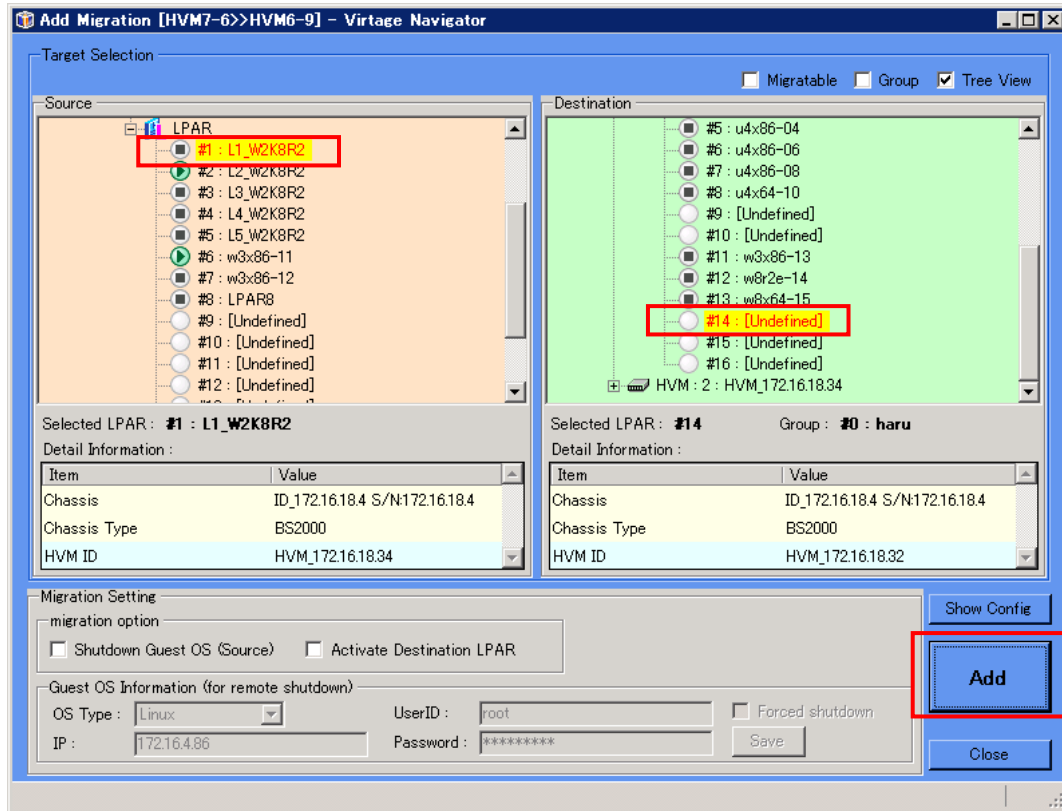 Add Migration [HVM7-6>>HVM6-9] - Virtage Navigator
Target Selection
Migratable Group Tree View
Source
LPAR
#1 : L1_W2K8R2
#2 : L2_W2K8R2
#3 : L3_W2K8R2
#4 : L4_W2K8R2
#5 : L5_W2K8R2
#6 : w3x86-11
#7 : w3x86-12
#8 : LPAR8
#9 : [Undefined]
#10 : [Undefined]
#11 : [Undefined]
#12 : [Undefined]
Selected LPAR : #1 : L1_W2K8R2
Detail Information :
Item Value
Chassis ID_172.16.18.4 S/N:172.16.18.4
Chassis Type BS2000
HVM ID HVM_172.16.18.34
Destination
#5 : u4x86-04
#6 : u4x86-06
#7 : u4x86-08
#8 : u4x64-10
#9 : [Undefined]
#10 : [Undefined]
#11 : w3x86-13
#12 : w8r2e-14
#13 : w8x64-15
#14 : [Undefined]
#15 : [Undefined]
#16 : [Undefined]
HVM : 2 : HVM_172.16.18.34
Selected LPAR : #14 Group : #0 : haru
Detail Information :
Item Value
Chassis ID_172.16.18.4 S/N:172.16.18.4
Chassis Type BS2000
HVM ID HVM_172.16.18.32
Migration Setting
migration option
Shutdown Guest OS (Source) Activate Destination LPAR
Guest OS Information (for remote shutdown)
OS Type : Linux UserID : root Forced shutdown
IP : 172.16.4.86 Password : ********* Save
Show Config
Add
Close